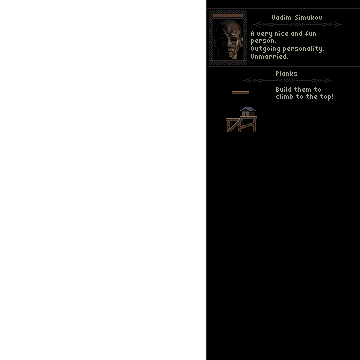 Vadim Simukov
A very nice and fun
person.
Outgoing personality.
Unmarried.
Planks
Build them to
climb to the top!